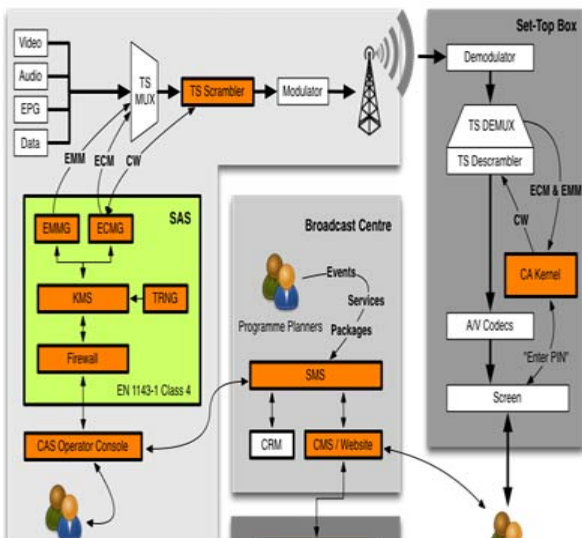 Video
Audio
EPG
Data
TS
MUX
TS Scrambler
Modulator
EMM
ECM
CW
SAS
EMMG
ECMG
KMS
TRNG
Firewall
EN 1143-1 Class 4
CAS Operator Console
Broadcast Centre
Programme Planners
Events
Services
Packages
SMS
CRM
CMS / Website
Set-Top Box
Demodulator
TS DEMUX
TS Descrambler
ECM & EMM
CW
CA Kernel
A/V Codecs
"Enter PIN"
Screen